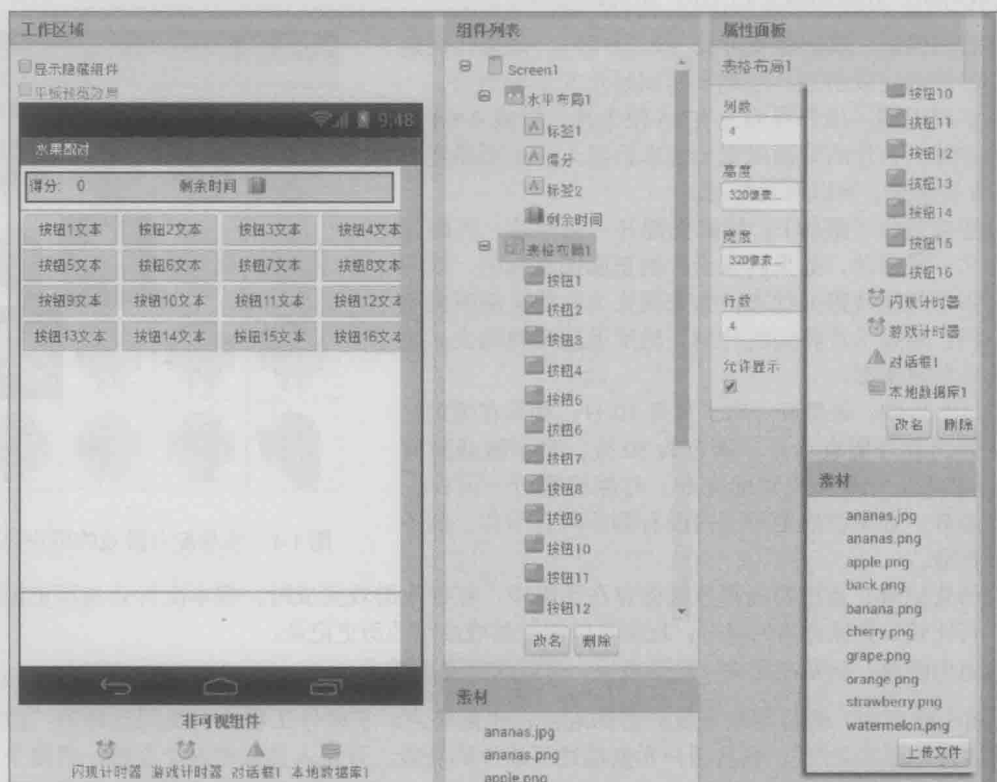 工作区域
显示隐藏组件
平板预览效果
9:48
水果配对
得分: 0 剩余时间
按钮1文本 按钮2文本 按钮3文本 按钮4文本
按钮5文本 按钮6文本 按钮7文本 按钮8文本
按钮9文本 按钮10文本 按钮11文本 按钮12文本
按钮13文本 按钮14文本 按钮15文本 按钮16文本
非可视组件
闪现计时器 游戏计时器 对话框1 本地数据库1
组件列表
Screen1
水平布局1
标签1
得分
标签2
剩余时间
表格布局1
按钮1
按钮2
按钮3
按钮4
按钮5
按钮6
按钮7
按钮8
按钮9
按钮10
按钮11
按钮12
改名 删除
素材
ananas.jpg
ananas.png
apple.png
属性面板
表格布局1
列数
4
高度
320像素...
宽度
320像素...
行数
4
允许显示
按钮10
按钮11
按钮12
按钮13
按钮14
按钮15
按钮16
闪现计时器
游戏计时器
对话框1
本地数据库1
改名 删除
素材
ananas.jpg
ananas.png
apple.png
back.png
banana.png
cherry.png
grape.png
orange.png
strawberry.png
watermelon.png
上传文件